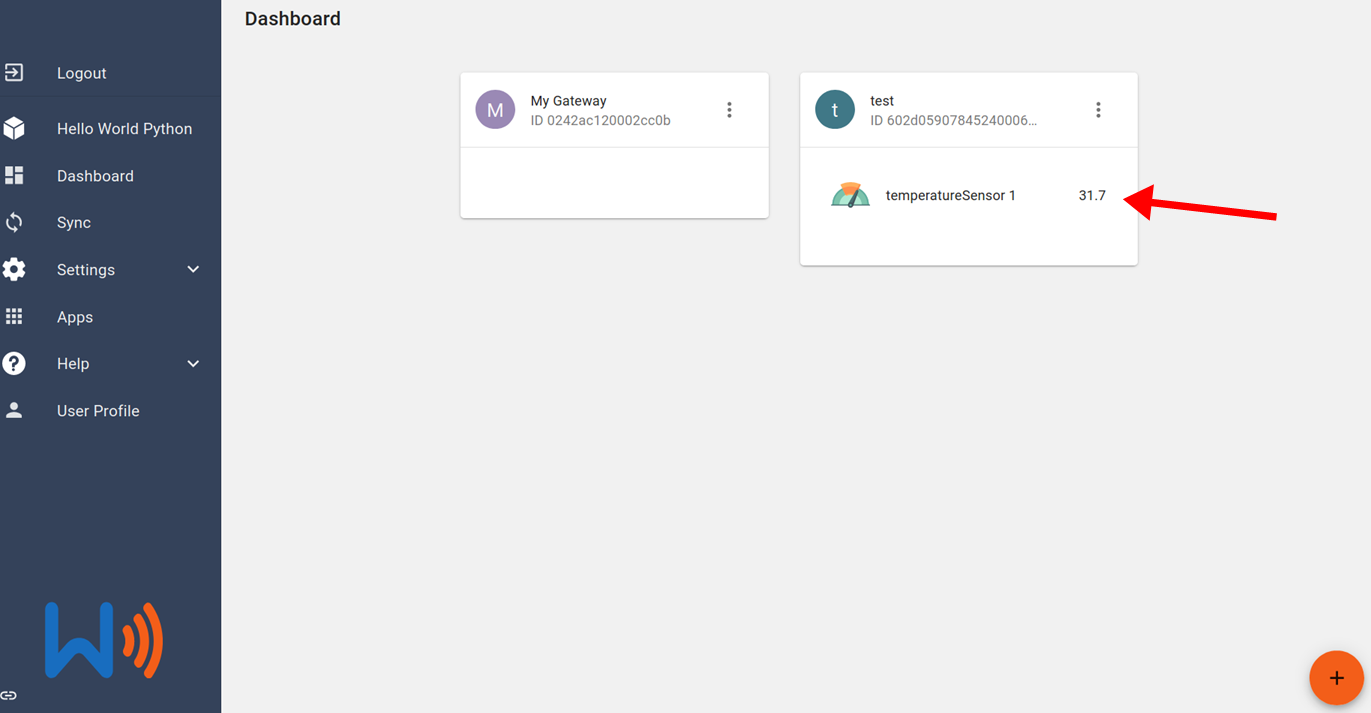 Dashboard
Logout
Hello World Python
Dashboard
Sync
Settings
Apps
Help
User Profile
M
My Gateway
ID 0242ac120002cc0b
t
test
ID 602d05907845240006...
temperatureSensor 1
31.7